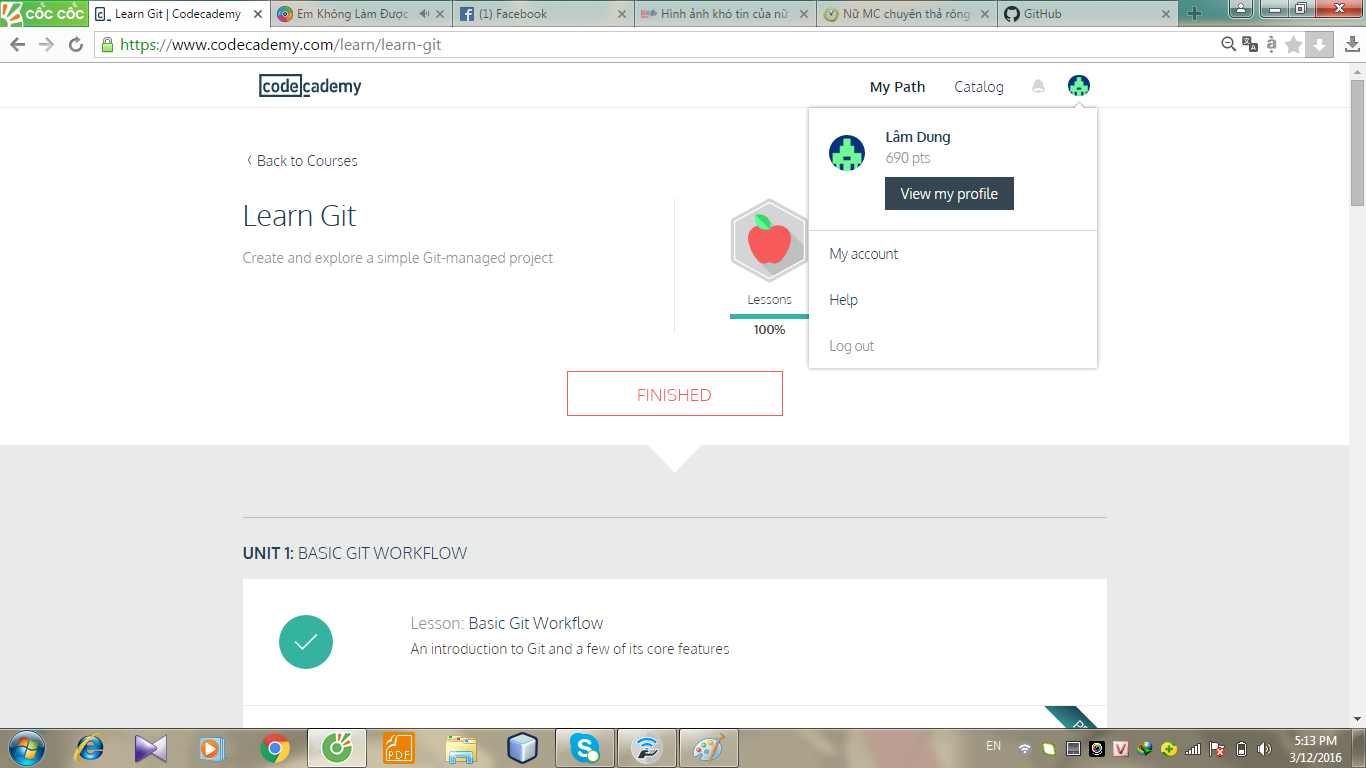 cốc cốc
Learn Git | Codecademy
Em Không Làm Được
(1) Facebook
Hình ảnh khó tin của nữ
Nữ MC chuyên thả rông
GitHub
https://www.codecademy.com/learn/learn-git
codecademy
My Path
Catalog
Lâm Dung
690 pts
View my profile
My account
Help
Log out
Back to Courses
Learn Git
Create and explore a simple Git-managed project
Lessons
100%
FINISHED
UNIT 1: BASIC GIT WORKFLOW
Lesson: Basic Git Workflow
An introduction to Git and a few of its core features
PDF
EN
5:13 PM
3/12/2016